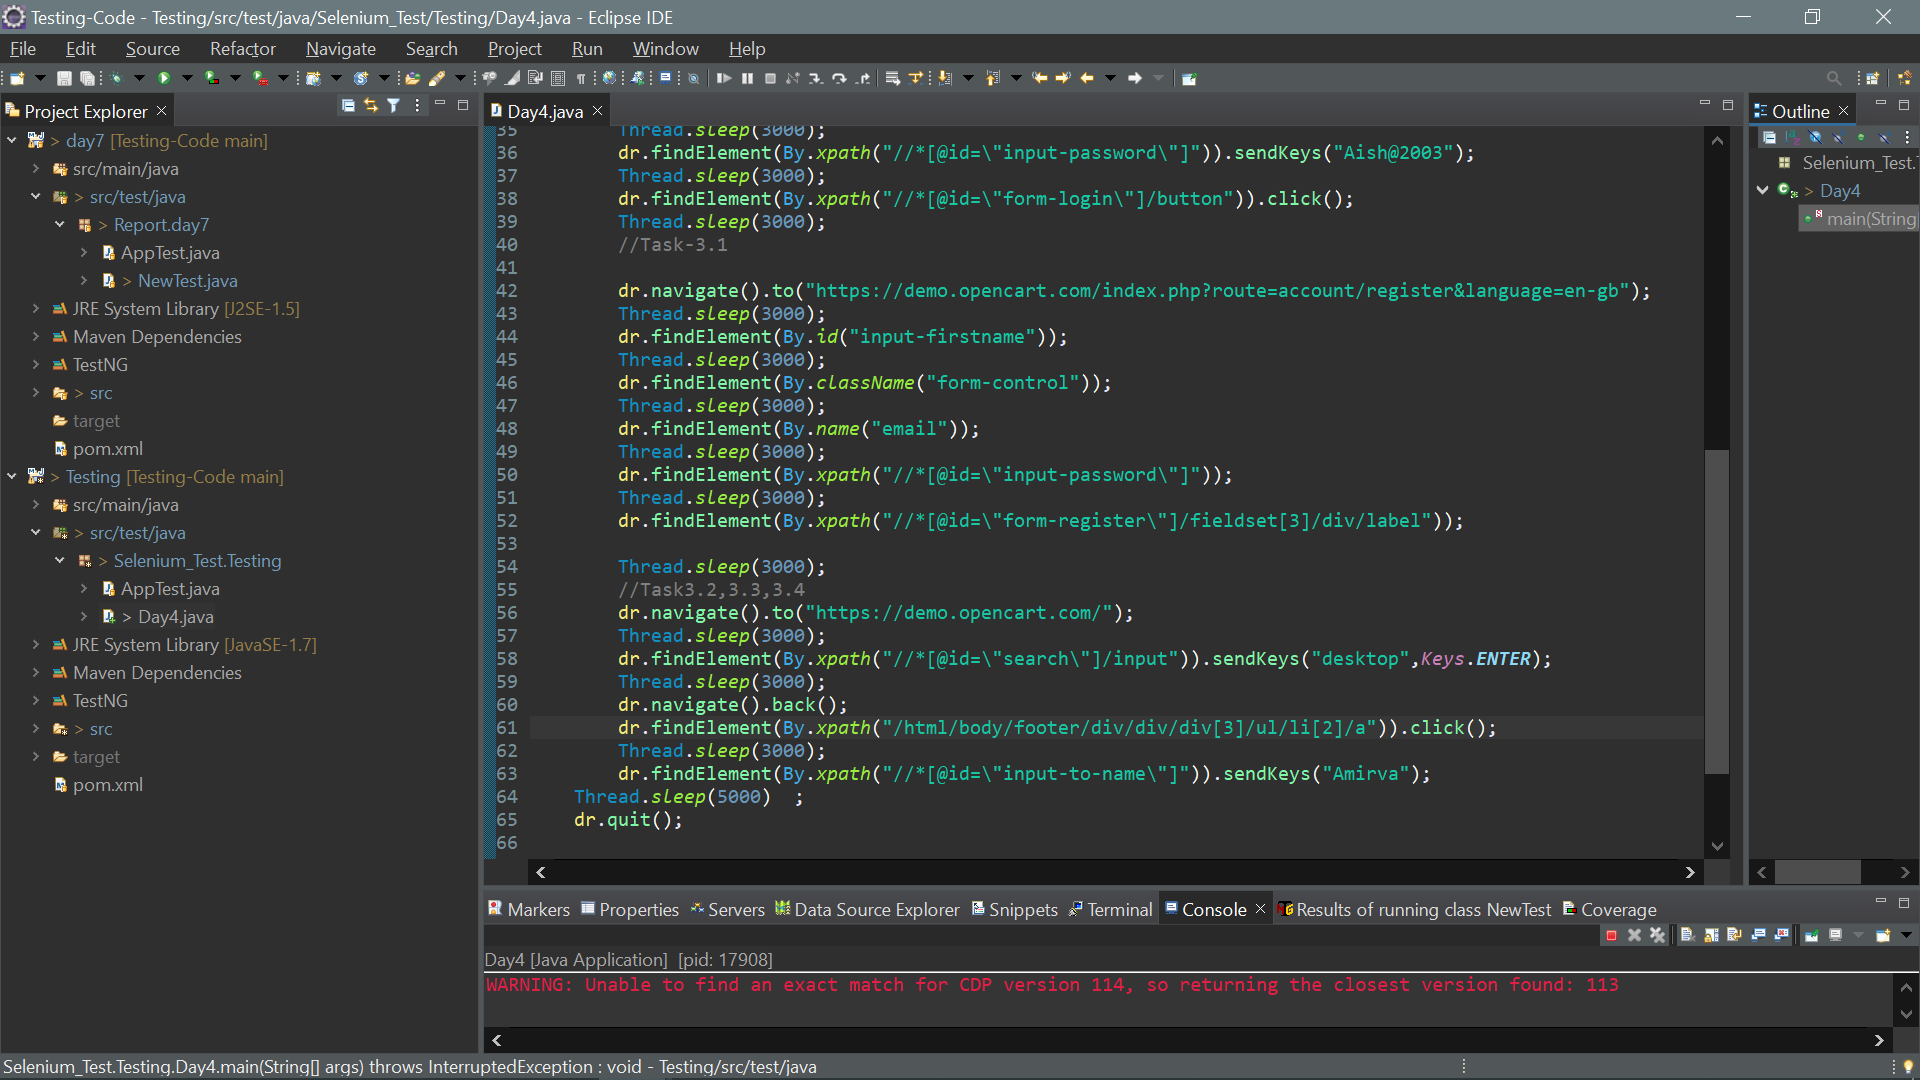 Testing-Code - Testing/src/test/java/Selenium_Test/Testing/Day4.java - Eclipse IDE
File Edit Source Refactor Navigate Search Project Run Window Help
Project Explorer
day7 [Testing-Code main]
src/main/java
> src/test/java
> Report.day7
AppTest.java
> NewTest.java
JRE System Library [J2SE-1.5]
Maven Dependencies
TestNG
> src
target
pom.xml
> Testing [Testing-Code main]
src/main/java
> src/test/java
> Selenium_Test.Testing
AppTest.java
> Day4.java
JRE System Library [JavaSE-1.7]
Maven Dependencies
TestNG
> src
target
pom.xml
Day4.java
35 Thread.sleep(3000);
36 dr.findElement(By.xpath("//*[@id=\"input-password\"]")).sendKeys("Aish@2003");
37 Thread.sleep(3000);
38 dr.findElement(By.xpath("//*[@id=\"form-login\"]/button")).click();
39 Thread.sleep(3000);
40 //Task-3.1
41
42 dr.navigate().to("https://demo.opencart.com/index.php?route=account/register&language=en-gb");
43 Thread.sleep(3000);
44 dr.findElement(By.id("input-firstname"));
45 Thread.sleep(3000);
46 dr.findElement(By.className("form-control"));
47 Thread.sleep(3000);
48 dr.findElement(By.name("email"));
49 Thread.sleep(3000);
50 dr.findElement(By.xpath("//*[@id=\"input-password\"]"));
51 Thread.sleep(3000);
52 dr.findElement(By.xpath("//*[@id=\"form-register\"]/fieldset[3]/div/label"));
53
54 Thread.sleep(3000);
55 //Task3.2,3.3,3.4
56 dr.navigate().to("https://demo.opencart.com/");
57 Thread.sleep(3000);
58 dr.findElement(By.xpath("//*[@id=\"search\"]/input")).sendKeys("desktop",Keys.ENTER);
59 Thread.sleep(3000);
60 dr.navigate().back();
61 dr.findElement(By.xpath("/html/body/footer/div/div/div[3]/ul/li[2]/a")).click();
62 Thread.sleep(3000);
63 dr.findElement(By.xpath("//*[@id=\"input-to-name\"]")).sendKeys("Amirva");
64 Thread.sleep(5000)  ;
65 dr.quit();
66
Outline
Selenium_Test.
> Day4
main(String
Markers Properties Servers Data Source Explorer Snippets Terminal Console Results of running class NewTest Coverage
Day4 [Java Application] [pid: 17908]
WARNING: Unable to find an exact match for CDP version 114, so returning the closest version found: 113
Selenium_Test.Testing.Day4.main(String[] args) throws InterruptedException : void - Testing/src/test/java